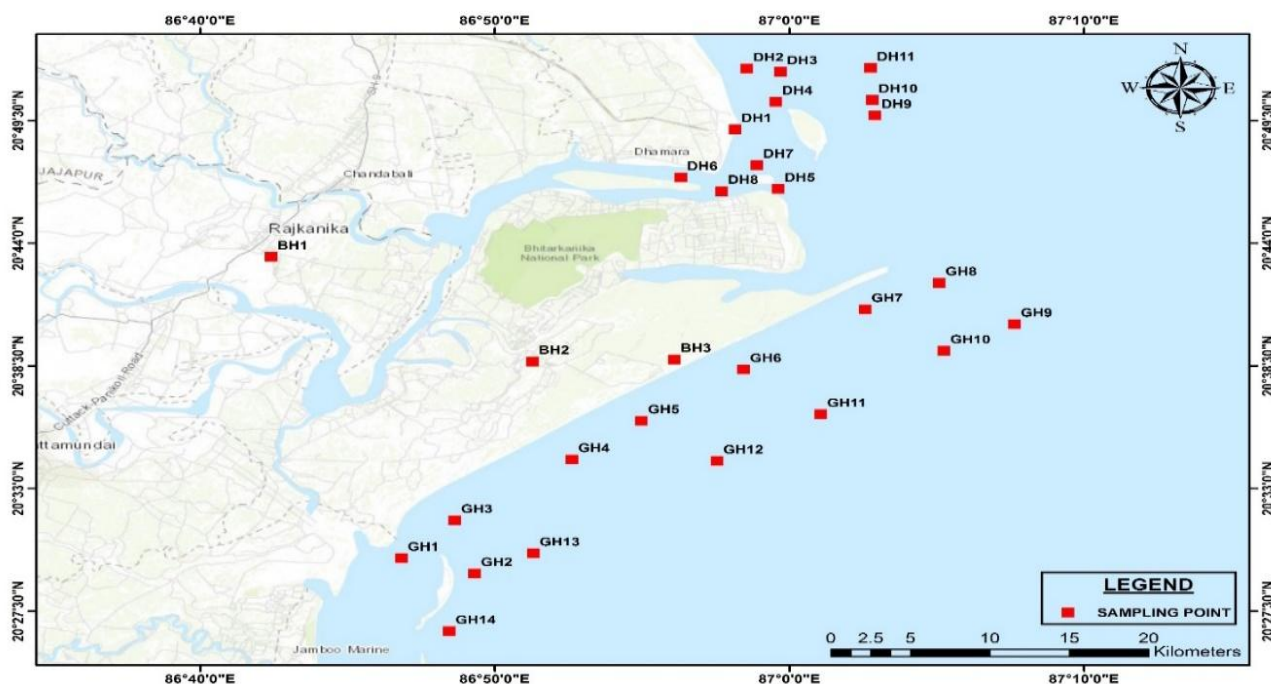 86°40'0"E 86°50'0"E 87°0'0"E 87°10'0"E
DH2 DH3 DH11
N
W E
S
DH4 DH10
DH9
20°49'30"N 20°49'30"N
DH1
Dhamara
JAJAPUR
Chandabali
DH7
DH6
DH8 DH5
Rajkanika
BH1
20°44'0"N 20°44'0"N
Bhitarkanika
National Park
GH8
GH7
GH9
GH10
BH2 BH3
GH6
20°38'30"N 20°38'30"N
Cuttack Paradip Road
GH11
GH5
ttamundai
GH4 GH12
20°33'0"N 20°33'0"N
GH3
GH1 GH2 GH13
20°27'30"N 20°27'30"N
GH14
Jamboo Marine
LEGEND
SAMPLING POINT
0 2.5 5 10 15 20
Kilometers
86°40'0"E 86°50'0"E 87°0'0"E 87°10'0"E